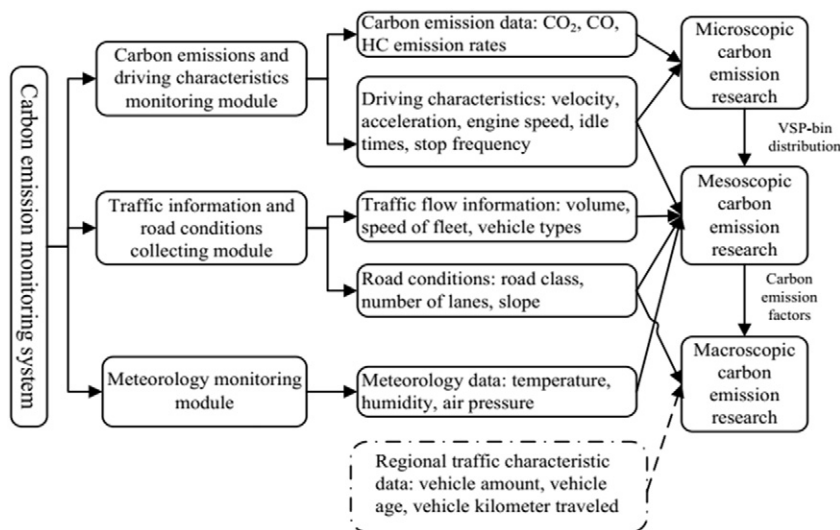 Carbon emission monitoring system
Carbon emissions and
driving characteristics
monitoring module
Traffic information and
road conditions
collecting module
Meteorology monitoring
module
Carbon emission data: CO₂, CO,
HC emission rates
Driving characteristics: velocity,
acceleration, engine speed, idle
times, stop frequency
Traffic flow information: volume,
speed of fleet, vehicle types
Road conditions: road class,
number of lanes, slope
Meteorology data: temperature,
humidity, air pressure
Regional traffic characteristic
data: vehicle amount, vehicle
age, vehicle kilometer traveled
Microscopic
carbon
emission
research
VSP-bin
distribution
Mesoscopic
carbon
emission
research
Carbon
emission
factors
Macroscopic
carbon
emission
research